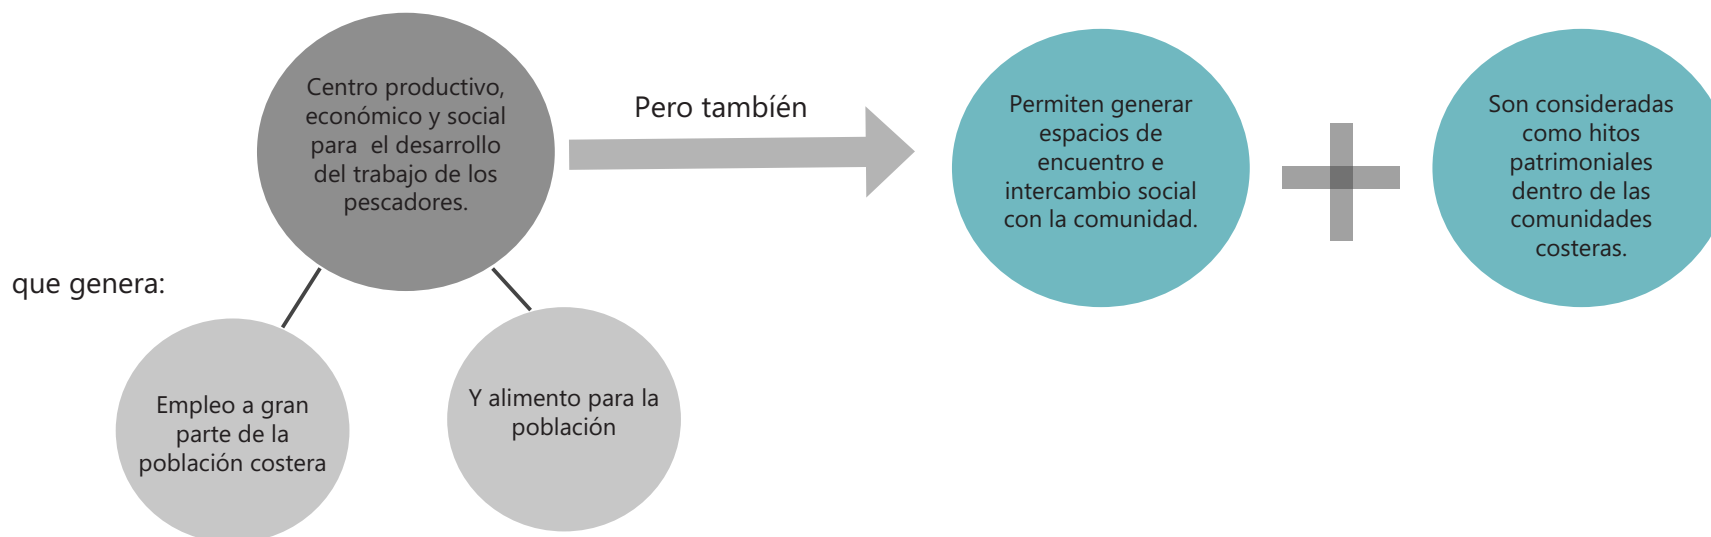 Centro productivo,
económico y social
para  el desarrollo
del trabajo de los
pescadores.
Pero tambíén
Permiten generar
espacios de
encuentro e
intercambio social
con la comunidad.
Son consideradas
como hitos
patrimoniales
dentro de las
comunidades
costeras.
que genera:
Empleo a gran
parte de la
población costera
Y alimento para la
población